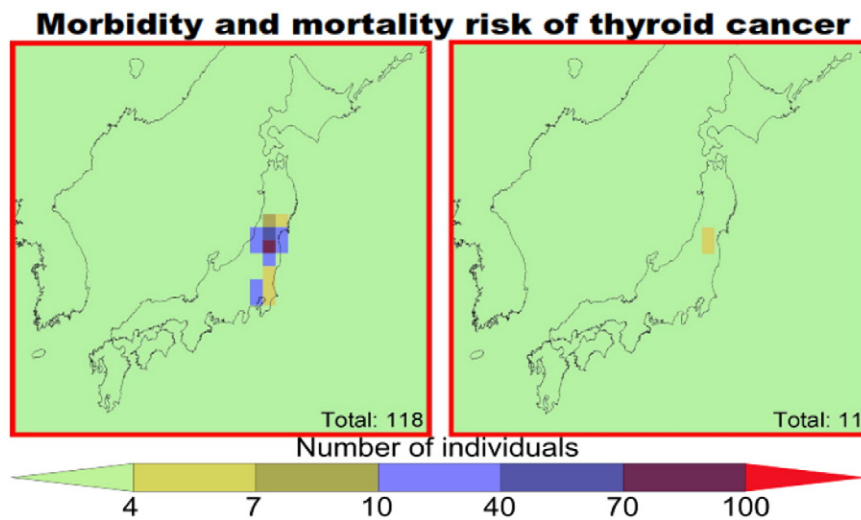 Morbidity and mortality risk of thyroid cancer
Total: 118
Total: 11
Number of individuals
4 7 10 40 70 100